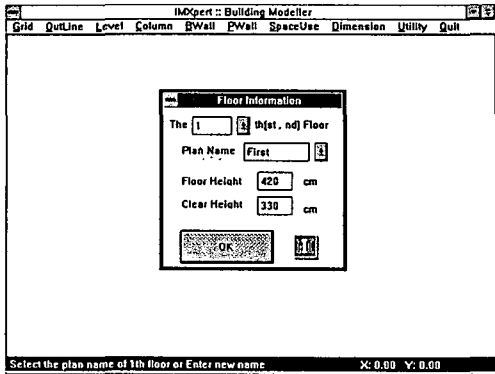 IMXpert :: Building Modeller
Grid OutLine Level Column BWall PWall SpaceUse Dimension Utility Quit
Floor Information
The 1 th(st , nd) Floor
Plan Name First
Floor Height 420 cm
Clear Height 330 cm
OK
Select the plan name of 1th floor or Enter new name X: 0.00 Y: 0.00